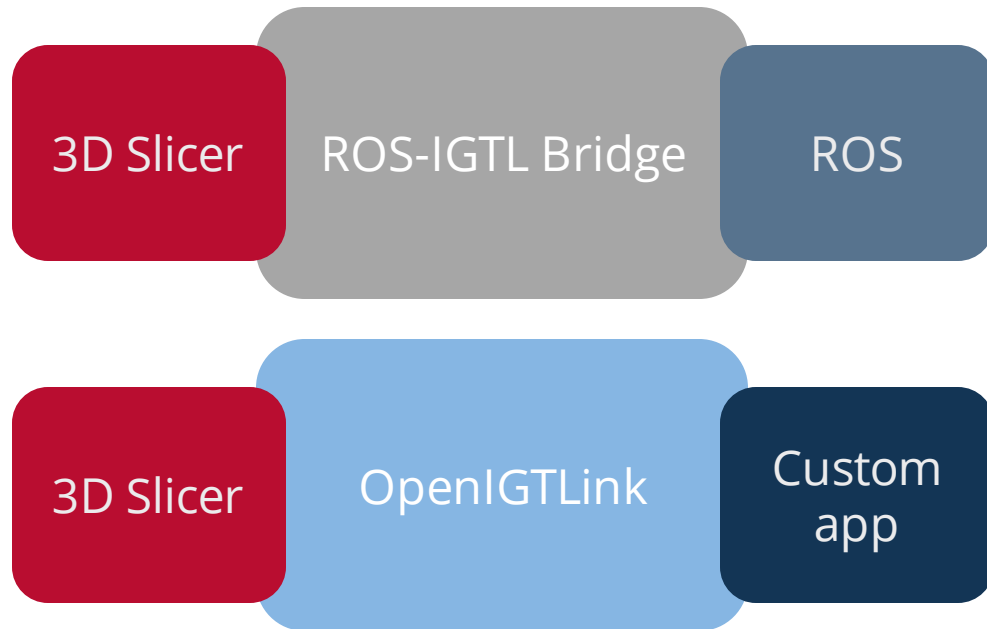 3D Slicer
ROS-IGTL Bridge
ROS
3D Slicer
OpenIGTLink
Custom
app